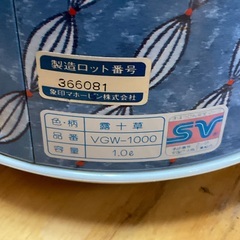 製造ロット番号
366081
象印マホービン株式会社
色・柄 露十草
品番 VGW-1000
容量 1.0ℓ
SV